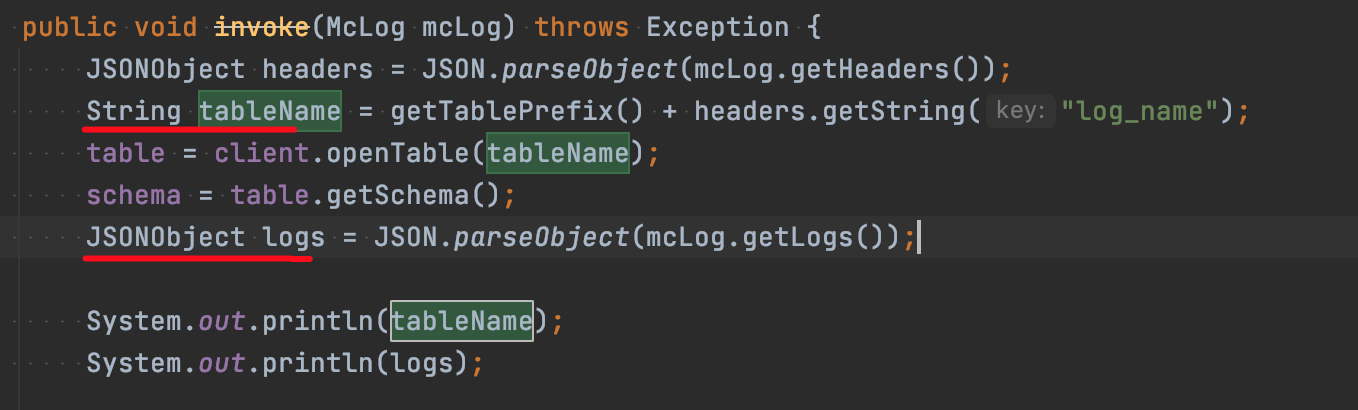 public void invoke(McLog mcLog) throws Exception {
JSONObject headers = JSON.parseObject(mcLog.getHeaders());
String tableName = getTablePrefix() + headers.getString( key: "log_name");
table = client.openTable(tableName);
schema = table.getSchema();
JSONObject logs = JSON.parseObject(mcLog.getLogs());
System.out.println(tableName);
System.out.println(logs);